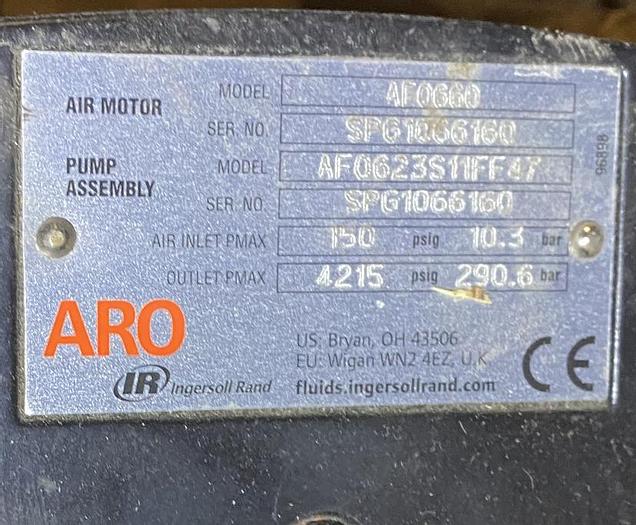 AIR MOTOR MODEL AF0660
SER. NO. SPG1066160
PUMP ASSEMBLY MODEL AF0623S11FF47
SER. NO. SPG1066160
AIR INLET PMAX 150 psig 10.3 bar
OUTLET PMAX 4215 psig 290.6 bar
96898
ARO
IR Ingersoll Rand
US: Bryan, OH 43506
EU: Wigan WN2 4EZ, U.K
fluids.ingersollrand.com
CE